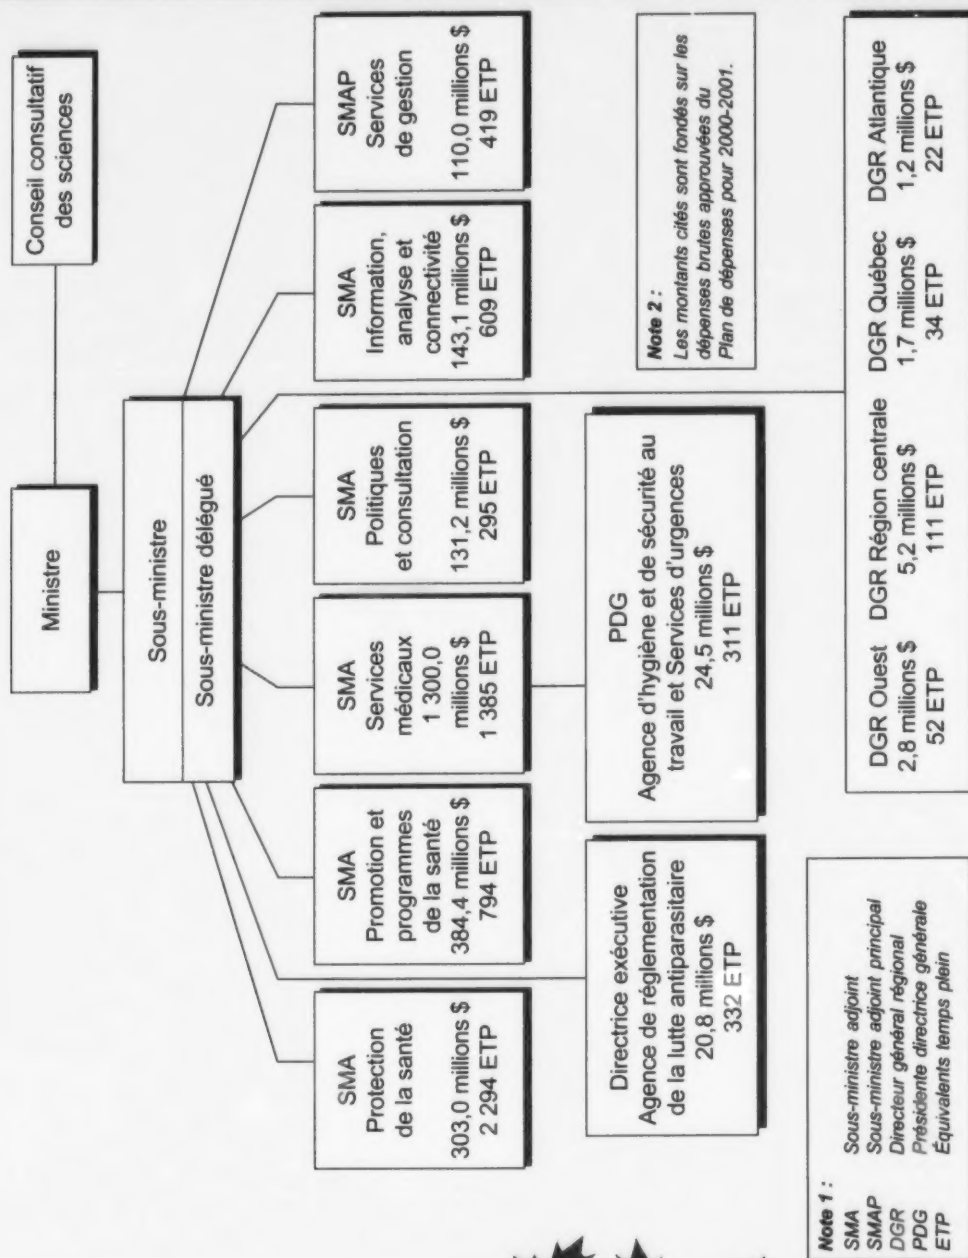 Ministre
Conseil consultatif
des sciences
Sous-ministre
Sous-ministre délégué
SMA
Protection
de la santé
303,0 millions $
2 294 ETP
SMA
Promotion et
programmes
de la santé
384,4 millions $
794 ETP
SMA
Services
médicaux
1 300,0
millions $
1 385 ETP
SMA
Politiques
et consultation
131,2 millions $
295 ETP
SMA
Information,
analyse et
connectivité
143,1 millions $
609 ETP
SMAP
Services
de gestion
110,0 millions $
419 ETP
Directrice exécutive
Agence de réglementation
de la lutte antiparasitaire
20,8 millions $
332 ETP
PDG
Agence d'hygiène et de sécurité au
travail et Services d'urgences
24,5 millions $
311 ETP
Note 2 :
Les montants cités sont fondés sur les
dépenses brutes approuvées du
Plan de dépenses pour 2000-2001.
DGR Ouest
2,8 millions $
52 ETP
DGR Région centrale
5,2 millions $
111 ETP
DGR Québec
1,7 millions $
34 ETP
DGR Atlantique
1,2 millions $
22 ETP
Note 1 :
SMA Sous-ministre adjoint
SMAP Sous-ministre adjoint principal
DGR Directeur général régional
PDG Présidente directrice générale
ETP Équivalents temps plein